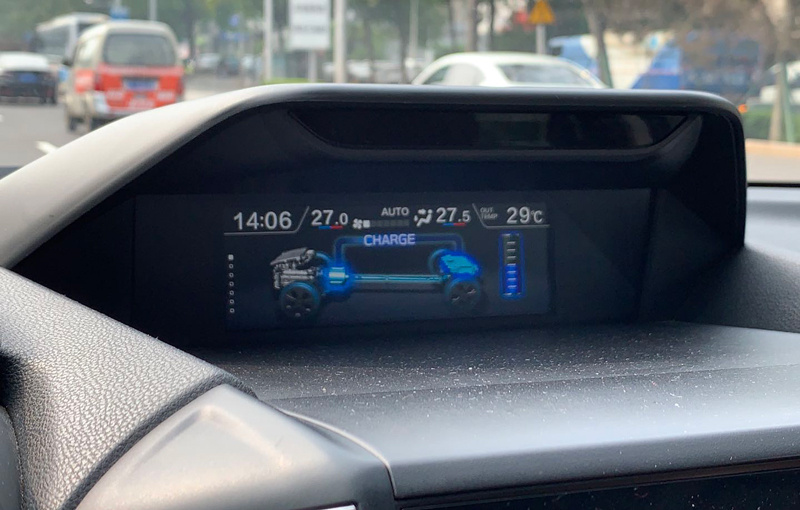 14:06 27.0 AUTO 27.5 OUT TEMP 29℃
CHARGE